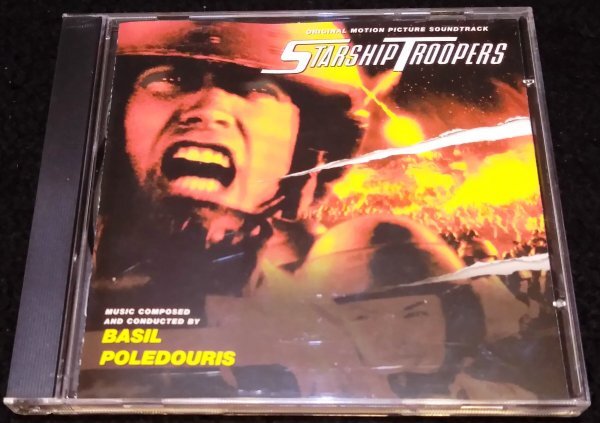 ORIGINAL MOTION PICTURE SOUNDTRACK
STARSHIP TROOPERS
MUSIC COMPOSED
AND CONDUCTED BY
BASIL
POLEDOURIS